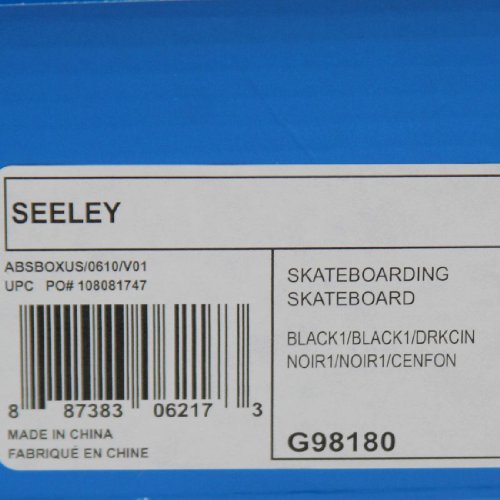 SEELEY
ABSBOXUS/0610/V01
UPC PO# 108081747
8 87383 06217 3
MADE IN CHINA
FABRIQUÉ EN CHINE
SKATEBOARDING
SKATEBOARD
BLACK1/BLACK1/DRKCIN
NOIR1/NOIR1/CENFON
G98180